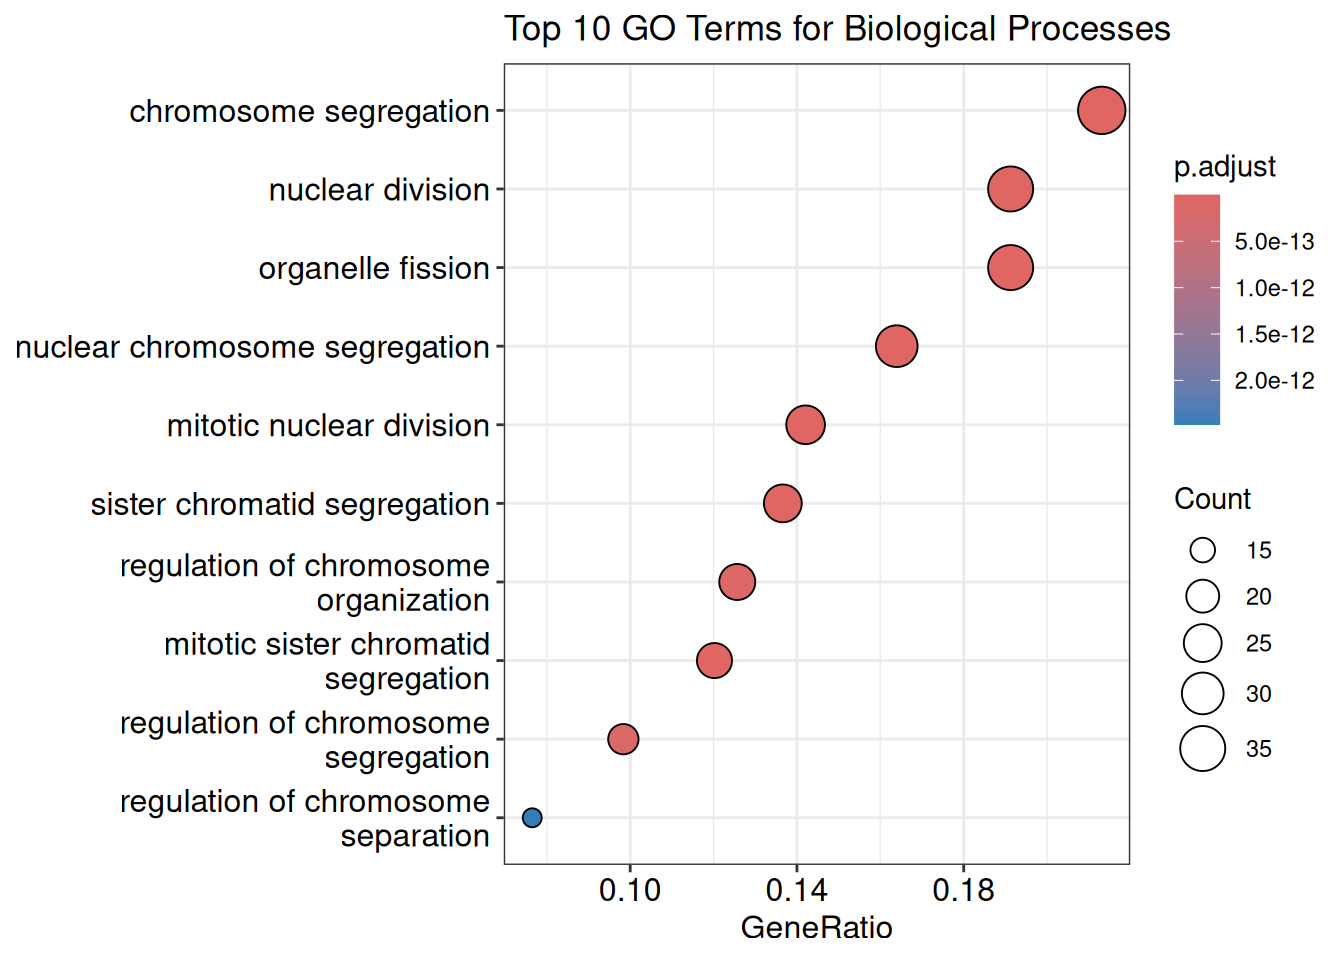 Top 10 GO Terms for Biological Processes
chromosome segregation
nuclear division
organelle fission
nuclear chromosome segregation
mitotic nuclear division
sister chromatid segregation
regulation of chromosome
organization
mitotic sister chromatid
segregation
regulation of chromosome
segregation
regulation of chromosome
separation
0.10 0.14 0.18
GeneRatio
p.adjust
5.0e-13
1.0e-12
1.5e-12
2.0e-12
Count
15
20
25
30
35